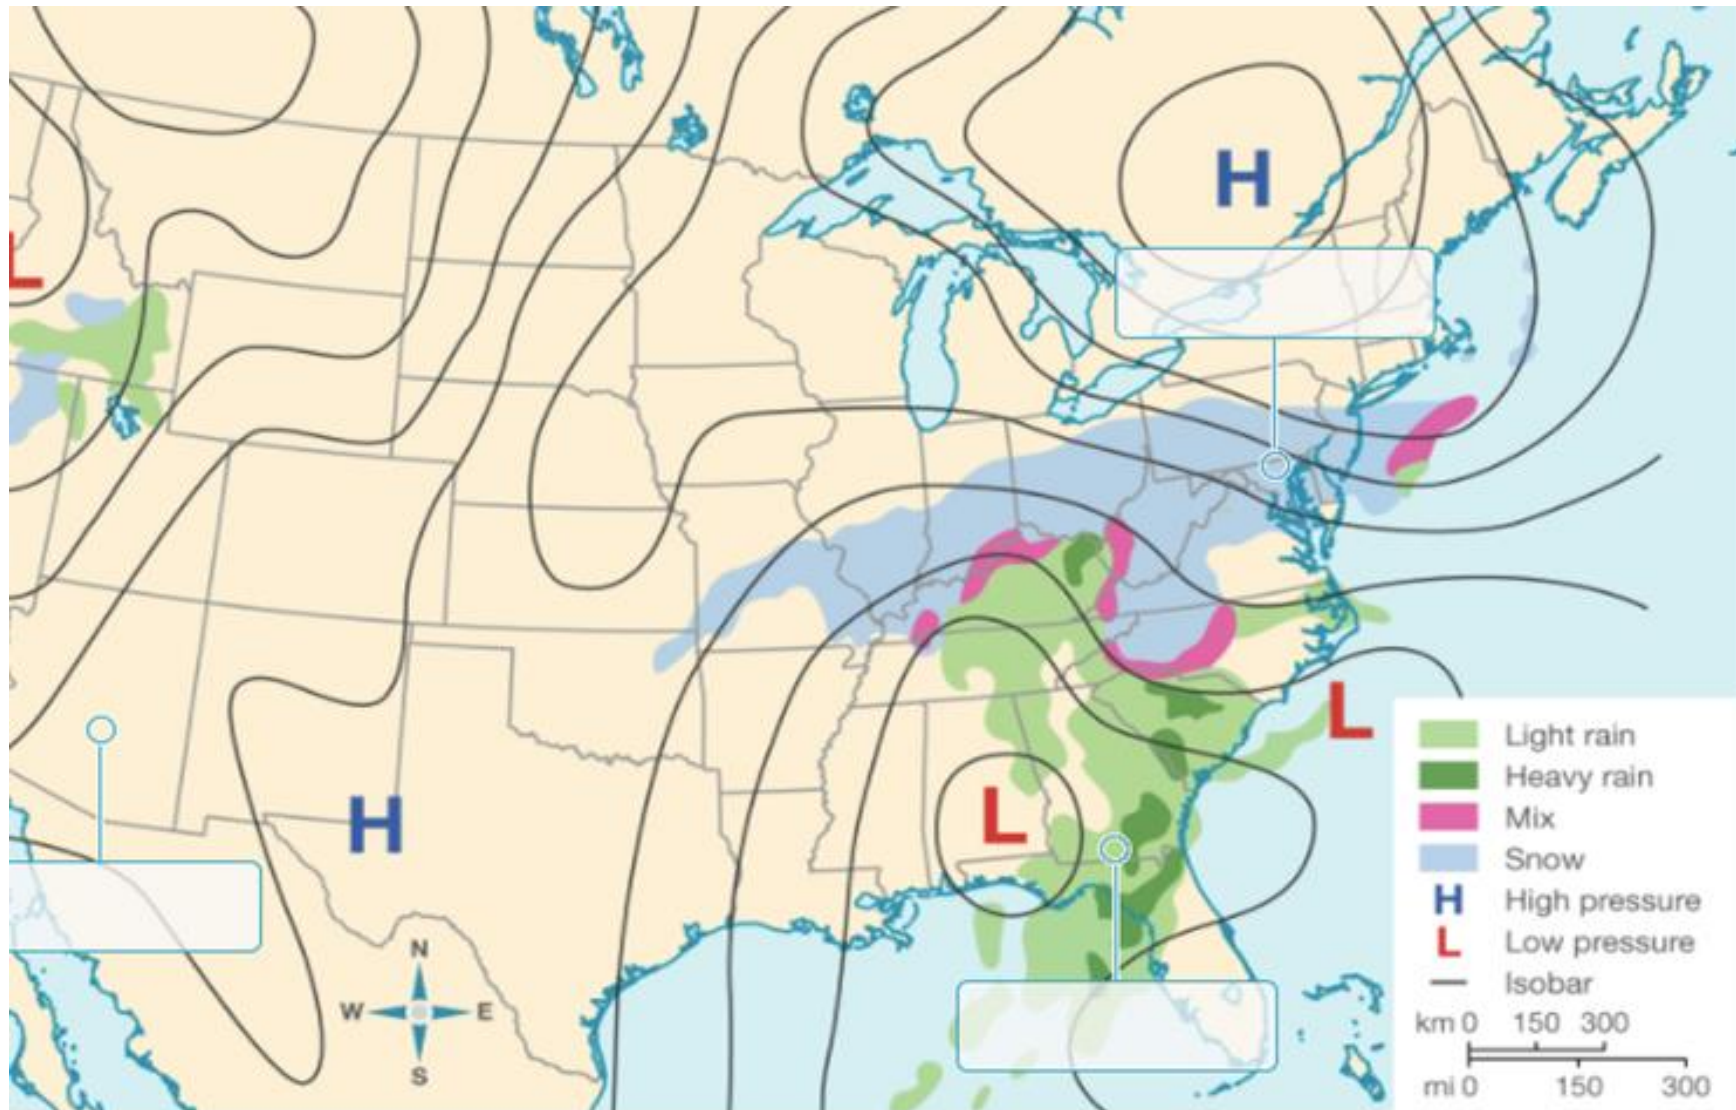 H
L
L
H
L
N
W E
S
Light rain
Heavy rain
Mix
Snow
H High pressure
L Low pressure
Isobar
km 0 150 300
mi 0 150 300